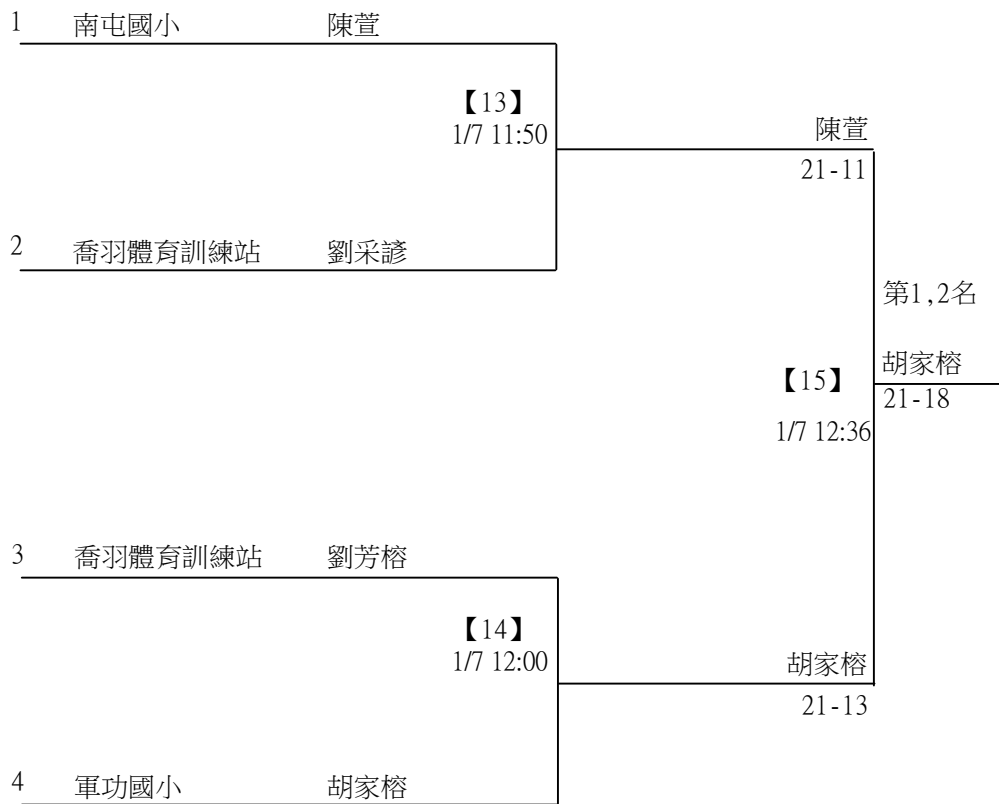 1 南屯國小 陳萱
【13】
1/7 11:50
陳萱
21-11
2 喬羽體育訓練站 劉采諺
第1,2名
【15】
胡家榕
21-18
1/7 12:36
3 喬羽體育訓練站 劉芳榕
【14】
1/7 12:00
胡家榕
21-13
4 軍功國小 胡家榕